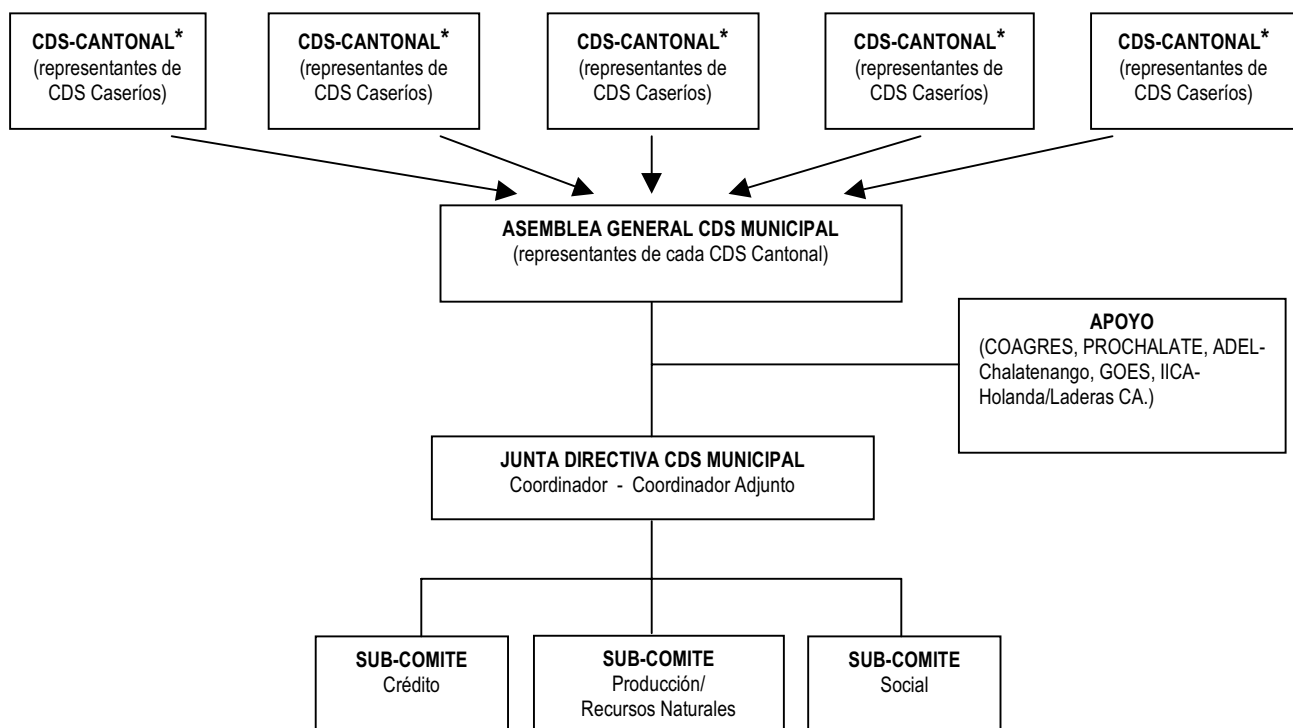 CDS-CANTONAL*
(representantes de
CDS Caseríos)
CDS-CANTONAL*
(representantes de
CDS Caseríos)
CDS-CANTONAL*
(representantes de
CDS Caseríos)
CDS-CANTONAL*
(representantes de
CDS Caseríos)
CDS-CANTONAL*
(representantes de
CDS Caseríos)
ASEMBLEA GENERAL CDS MUNICIPAL
(representantes de cada CDS Cantonal)
APOYO
(COAGRES, PROCHALATE, ADEL-
Chalatenango, GOES, IICA-
Holanda/Laderas CA.)
JUNTA DIRECTIVA CDS MUNICIPAL
Coordinador - Coordinador Adjunto
SUB-COMITE
Crédito
SUB-COMITE
Producción/
Recursos Naturales
SUB-COMITE
Social